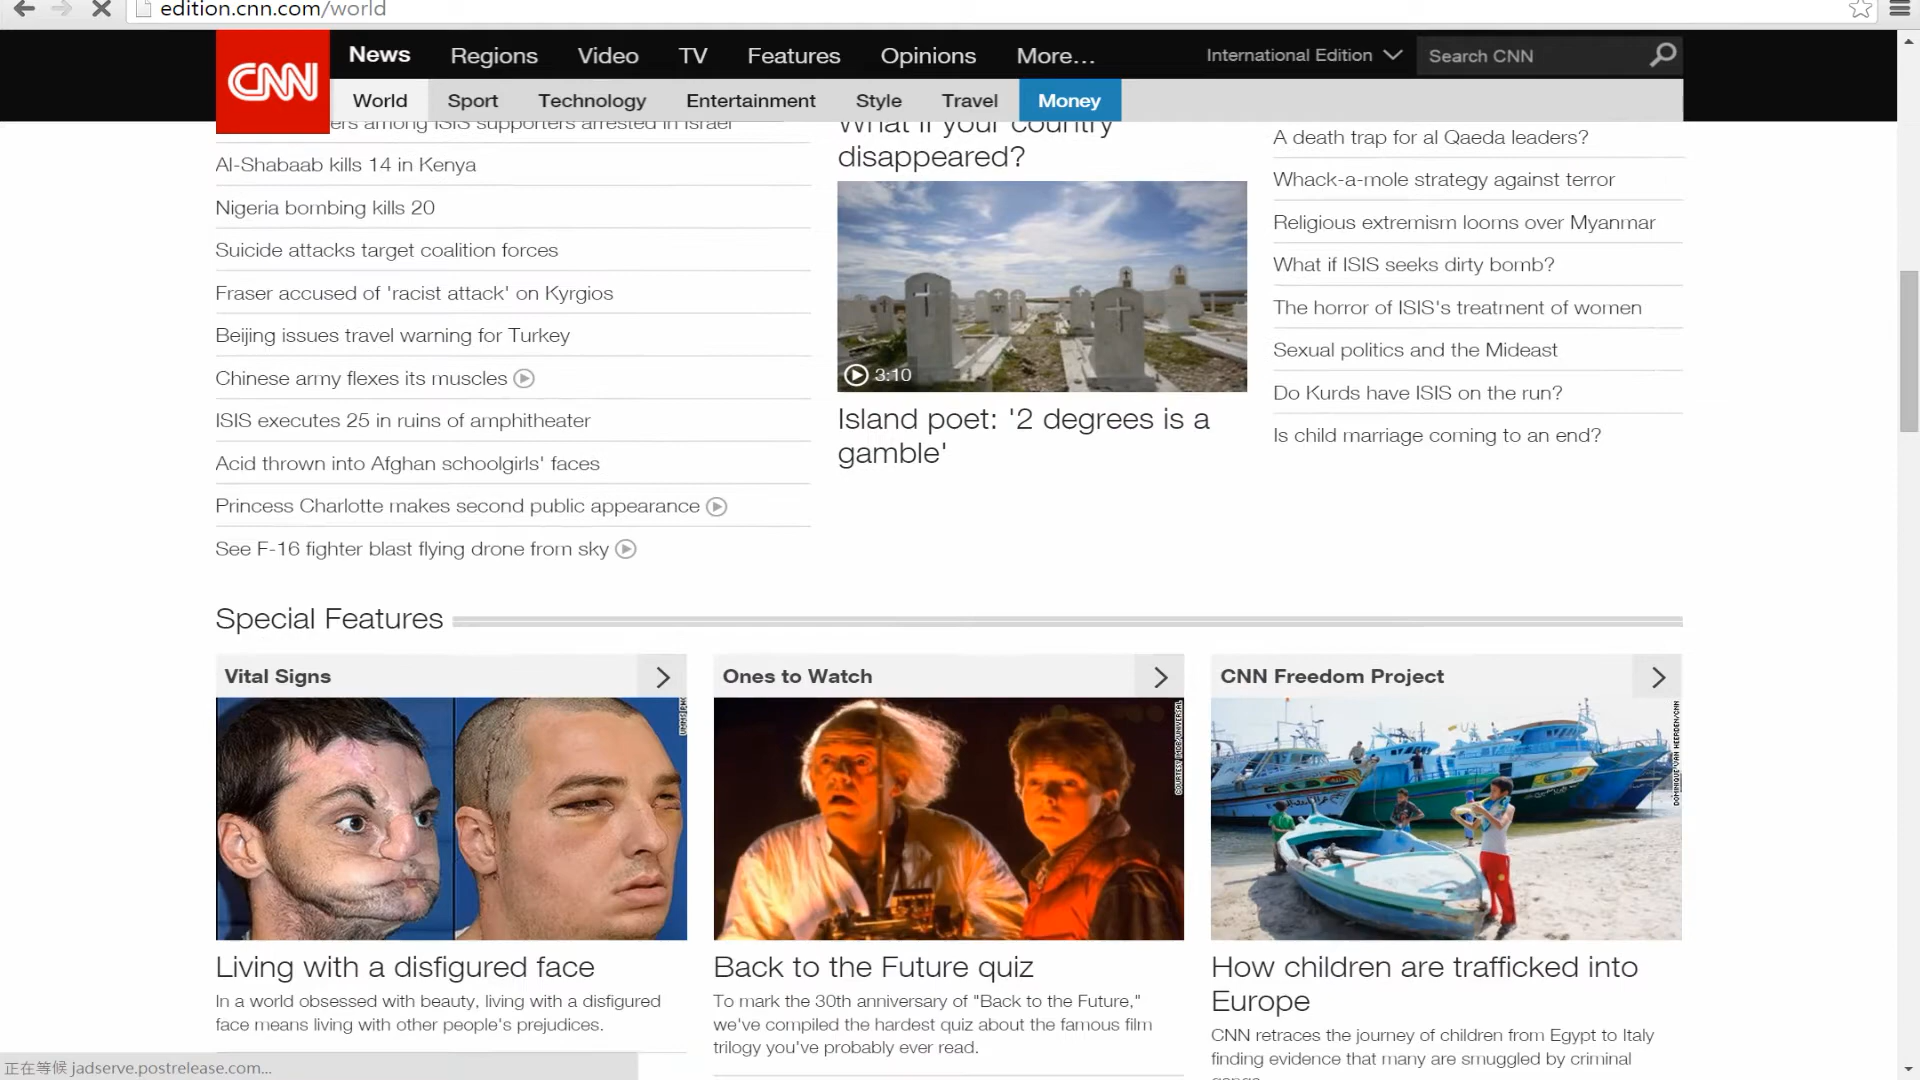 edition.cnn.com/world
CNN
News
Regions
Video
TV
Features
Opinions
More...
International Edition
Search CNN
World
Sport
Technology
Entertainment
Style
Travel
Money
ers among ISIS supporters arrested in Israel
Al-Shabaab kills 14 in Kenya
Nigeria bombing kills 20
Suicide attacks target coalition forces
Fraser accused of 'racist attack' on Kyrgios
Beijing issues travel warning for Turkey
Chinese army flexes its muscles
ISIS executes 25 in ruins of amphitheater
Acid thrown into Afghan schoolgirls' faces
Princess Charlotte makes second public appearance
See F-16 fighter blast flying drone from sky
What if your country
disappeared?
3:10
Island poet: '2 degrees is a
gamble'
A death trap for al Qaeda leaders?
Whack-a-mole strategy against terror
Religious extremism looms over Myanmar
What if ISIS seeks dirty bomb?
The horror of ISIS's treatment of women
Sexual politics and the Mideast
Do Kurds have ISIS on the run?
Is child marriage coming to an end?
Special Features
Vital Signs
Living with a disfigured face
In a world obsessed with beauty, living with a disfigured
face means living with other people's prejudices.
Ones to Watch
Back to the Future quiz
To mark the 30th anniversary of "Back to the Future,"
we've compiled the hardest quiz about the famous film
trilogy you've probably ever read.
CNN Freedom Project
DOMINIQUE VAN HEERDEN/CNN
How children are trafficked into
Europe
CNN retraces the journey of children from Egypt to Italy
finding evidence that many are smuggled by criminal
正在等候 jadserve.postrelease.com...